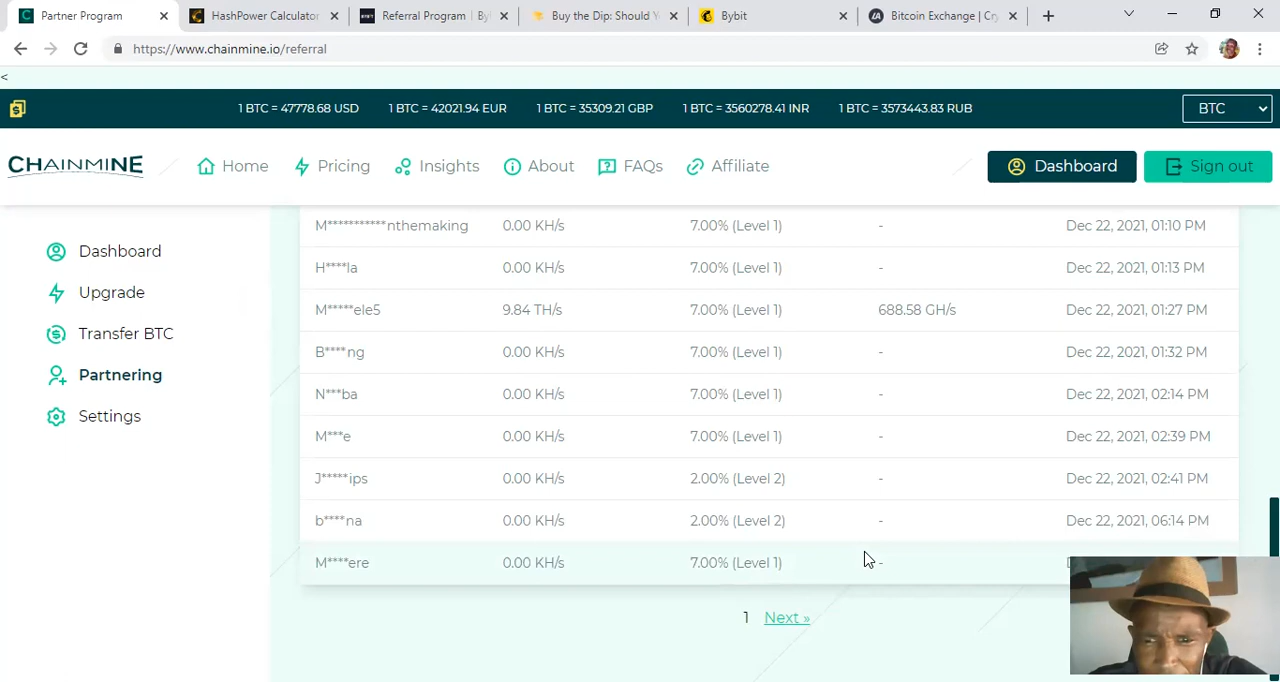 Partner Program
HashPower Calculator
Referral Program | By
Buy the Dip: Should Y
Bybit
Bitcoin Exchange | Cry
https://www.chainmine.io/referral
<
1 BTC = 47778.68 USD 1 BTC = 42021.94 EUR 1 BTC = 35309.21 GBP 1 BTC = 3560278.41 INR 1 BTC = 3573443.83 RUB BTC
CHAINMINE Home Pricing Insights About FAQs Affiliate Dashboard Sign out
Dashboard
Upgrade
Transfer BTC
Partnering
Settings
M***********nthemaking 0.00 KH/s 7.00% (Level 1) - Dec 22, 2021, 01:10 PM
H****la 0.00 KH/s 7.00% (Level 1) - Dec 22, 2021, 01:13 PM
M*****ele5 9.84 TH/s 7.00% (Level 1) 688.58 GH/s Dec 22, 2021, 01:27 PM
B****ng 0.00 KH/s 7.00% (Level 1) - Dec 22, 2021, 01:32 PM
N***ba 0.00 KH/s 7.00% (Level 1) - Dec 22, 2021, 02:14 PM
M***e 0.00 KH/s 7.00% (Level 1) - Dec 22, 2021, 02:39 PM
J*****ips 0.00 KH/s 2.00% (Level 2) - Dec 22, 2021, 02:41 PM
b****na 0.00 KH/s 2.00% (Level 2) - Dec 22, 2021, 06:14 PM
M****ere 0.00 KH/s 7.00% (Level 1) -
1 Next »